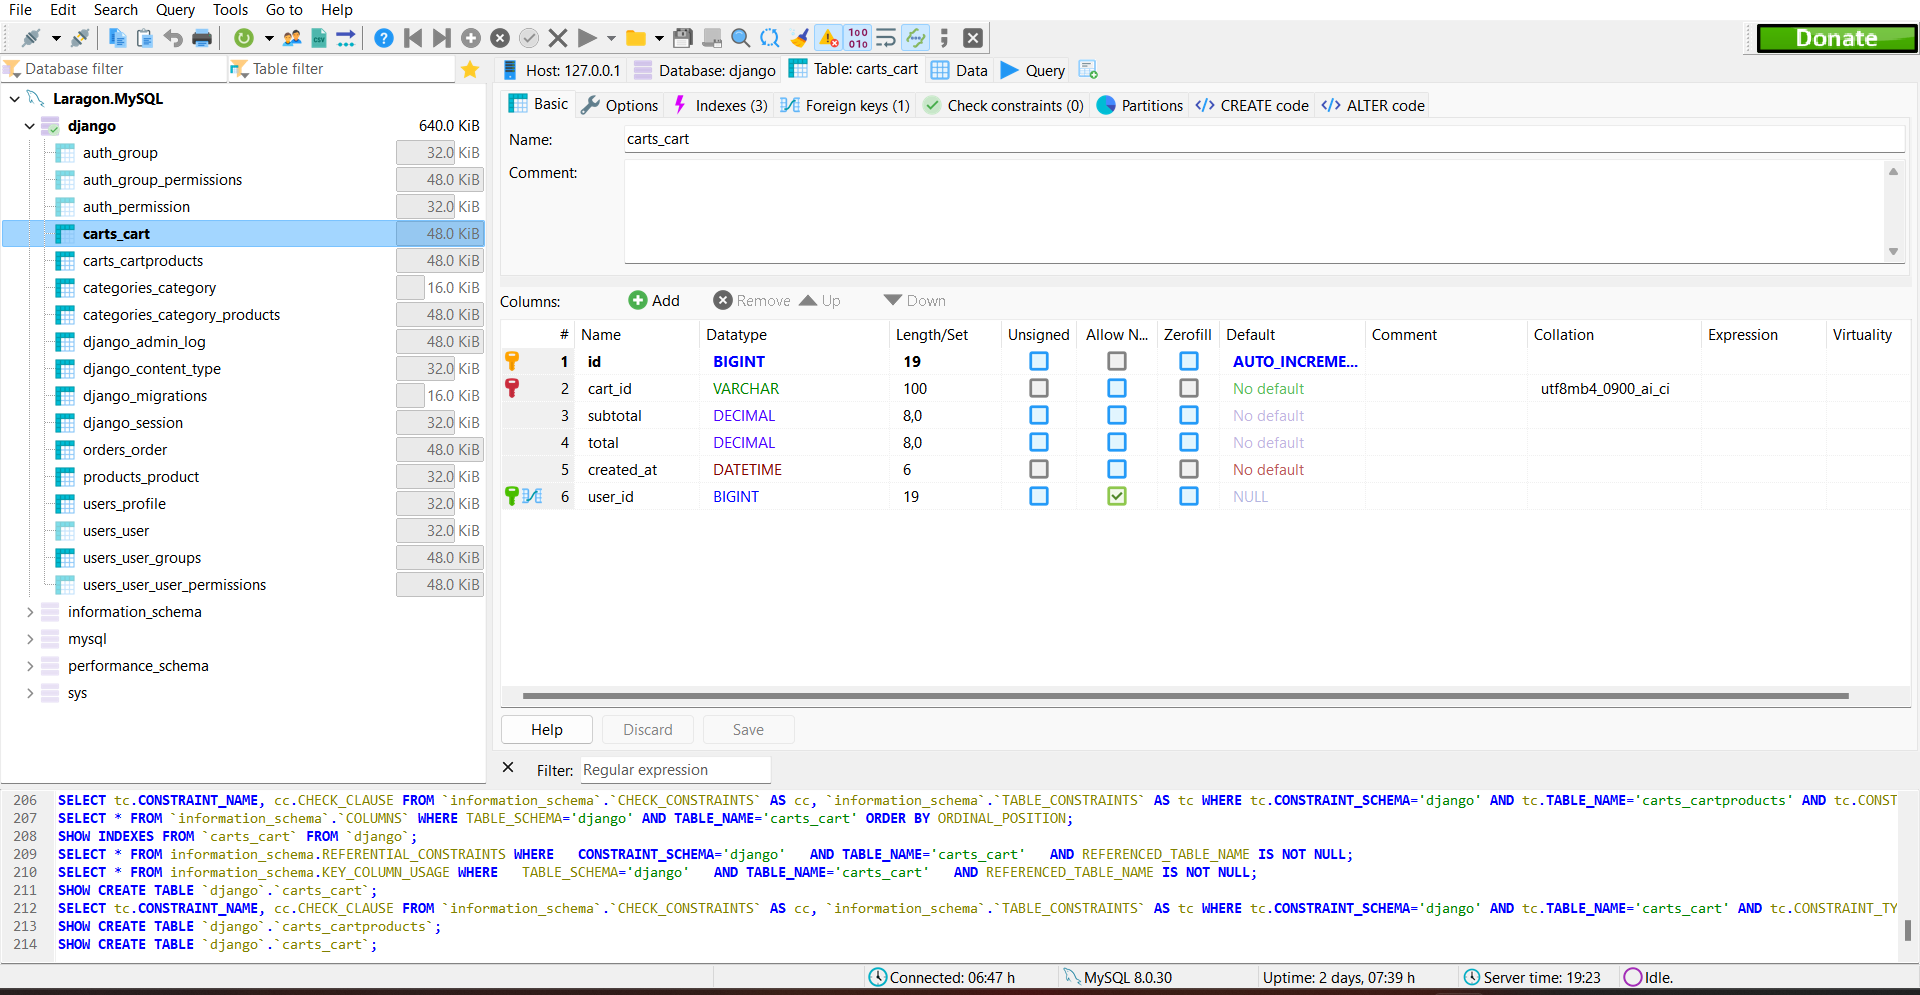 File Edit Search Query Tools Go to Help
Donate
Database filter Table filter
Host: 127.0.0.1 Database: django Table: carts_cart Data Query
Laragon.MySQL
django 640.0 KiB
auth_group 32.0 KiB
auth_group_permissions 48.0 KiB
auth_permission 32.0 KiB
carts_cart 48.0 KiB
carts_cartproducts 48.0 KiB
categories_category 16.0 KiB
categories_category_products 48.0 KiB
django_admin_log 48.0 KiB
django_content_type 32.0 KiB
django_migrations 16.0 KiB
django_session 32.0 KiB
orders_order 48.0 KiB
products_product 32.0 KiB
users_profile 32.0 KiB
users_user 32.0 KiB
users_user_groups 48.0 KiB
users_user_user_permissions 48.0 KiB
information_schema
mysql
performance_schema
sys
Basic Options Indexes (3) Foreign keys (1) Check constraints (0) Partitions CREATE code ALTER code
Name: carts_cart
Comment:
Columns: Add Remove Up Down
# Name Datatype Length/Set Unsigned Allow N... Zerofill Default Comment Collation Expression Virtuality
1 id BIGINT 19 AUTO_INCREME...
2 cart_id VARCHAR 100 No default utf8mb4_0900_ai_ci
3 subtotal DECIMAL 8,0 No default
4 total DECIMAL 8,0 No default
5 created_at DATETIME 6 No default
6 user_id BIGINT 19 NULL
Help Discard Save
Filter: Regular expression
206 SELECT tc.CONSTRAINT_NAME, cc.CHECK_CLAUSE FROM `information_schema`.`CHECK_CONSTRAINTS` AS cc, `information_schema`.`TABLE_CONSTRAINTS` AS tc WHERE tc.CONSTRAINT_SCHEMA='django' AND tc.TABLE_NAME='carts_cartproducts' AND tc.CONST
207 SELECT * FROM `information_schema`.`COLUMNS` WHERE TABLE_SCHEMA='django' AND TABLE_NAME='carts_cart' ORDER BY ORDINAL_POSITION;
208 SHOW INDEXES FROM `carts_cart` FROM `django`;
209 SELECT * FROM information_schema.REFERENTIAL_CONSTRAINTS WHERE CONSTRAINT_SCHEMA='django' AND TABLE_NAME='carts_cart' AND REFERENCED_TABLE_NAME IS NOT NULL;
210 SELECT * FROM information_schema.KEY_COLUMN_USAGE WHERE TABLE_SCHEMA='django' AND TABLE_NAME='carts_cart' AND REFERENCED_TABLE_NAME IS NOT NULL;
211 SHOW CREATE TABLE `django`.`carts_cart`;
212 SELECT tc.CONSTRAINT_NAME, cc.CHECK_CLAUSE FROM `information_schema`.`CHECK_CONSTRAINTS` AS cc, `information_schema`.`TABLE_CONSTRAINTS` AS tc WHERE tc.CONSTRAINT_SCHEMA='django' AND tc.TABLE_NAME='carts_cart' AND tc.CONSTRAINT_TY
213 SHOW CREATE TABLE `django`.`carts_cartproducts`;
214 SHOW CREATE TABLE `django`.`carts_cart`;
Connected: 06:47 h MySQL 8.0.30 Uptime: 2 days, 07:39 h Server time: 19:23 Idle.